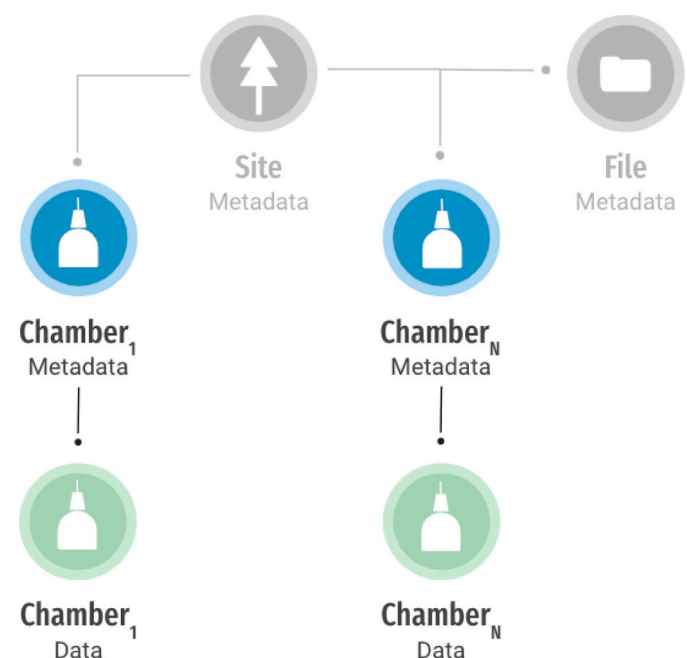 Site
Metadata
File
Metadata
Chamber1
Metadata
ChamberN
Metadata
Chamber1
Data
ChamberN
Data